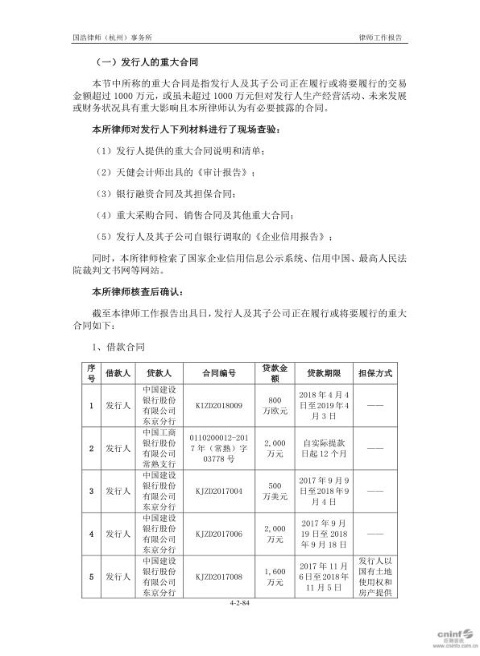 国浩律师（杭州）事务所 律师工作报告
（一）发行人的重大合同
本节中所称的重大合同是指发行人及其子公司正在履行或将要履行的交易
金额超过 1000 万元，或虽未超过 1000 万元但对发行人生产经营活动、未来发展
或财务状况具有重大影响且本所律师认为有必要披露的合同。
本所律师对发行人下列材料进行了现场查验：
（1）发行人提供的重大合同说明和清单；
（2）天健会计师出具的《审计报告》；
（3）银行融资合同及其担保合同；
（4）重大采购合同、销售合同及其他重大合同；
（5）发行人及其子公司自银行调取的《企业信用报告》；
同时，本所律师检索了国家企业信用信息公示系统、信用中国、最高人民法
院裁判文书网等网站。
本所律师核查后确认：
截至本律师工作报告出具日，发行人及其子公司正在履行或将要履行的重大
合同如下：
1、借款合同
序号 借款人 贷款人 合同编号 贷款金额 贷款期限 担保方式
1 发行人 中国建设银行股份有限公司东京分行 KIZD2018009 800 万欧元 2018 年 4 月 4 日至 2019 年 4 月 3 日 ——
2 发行人 中国工商银行股份有限公司常熟支行 0110200012-2017 年（常熟）字 03778 号 2,000 万元 自实际提款日起 12 个月 ——
3 发行人 中国建设银行股份有限公司东京分行 KJZD2017004 500 万美元 2017 年 9 月 9 日至 2018 年 9 月 4 日 ——
4 发行人 中国建设银行股份有限公司东京分行 KJZD2017006 2,000 万元 2017 年 9 月 19 日至 2018 年 9 月 18 日 ——
5 发行人 中国建设银行股份有限公司东京分行 KJZD2017008 1,600 万元 2017 年 11 月 6 日至 2018 年 11 月 5 日 发行人以国有土地使用权和房产提供
4-2-84
cninf
巨潮资讯
www.cninfo.com.cn